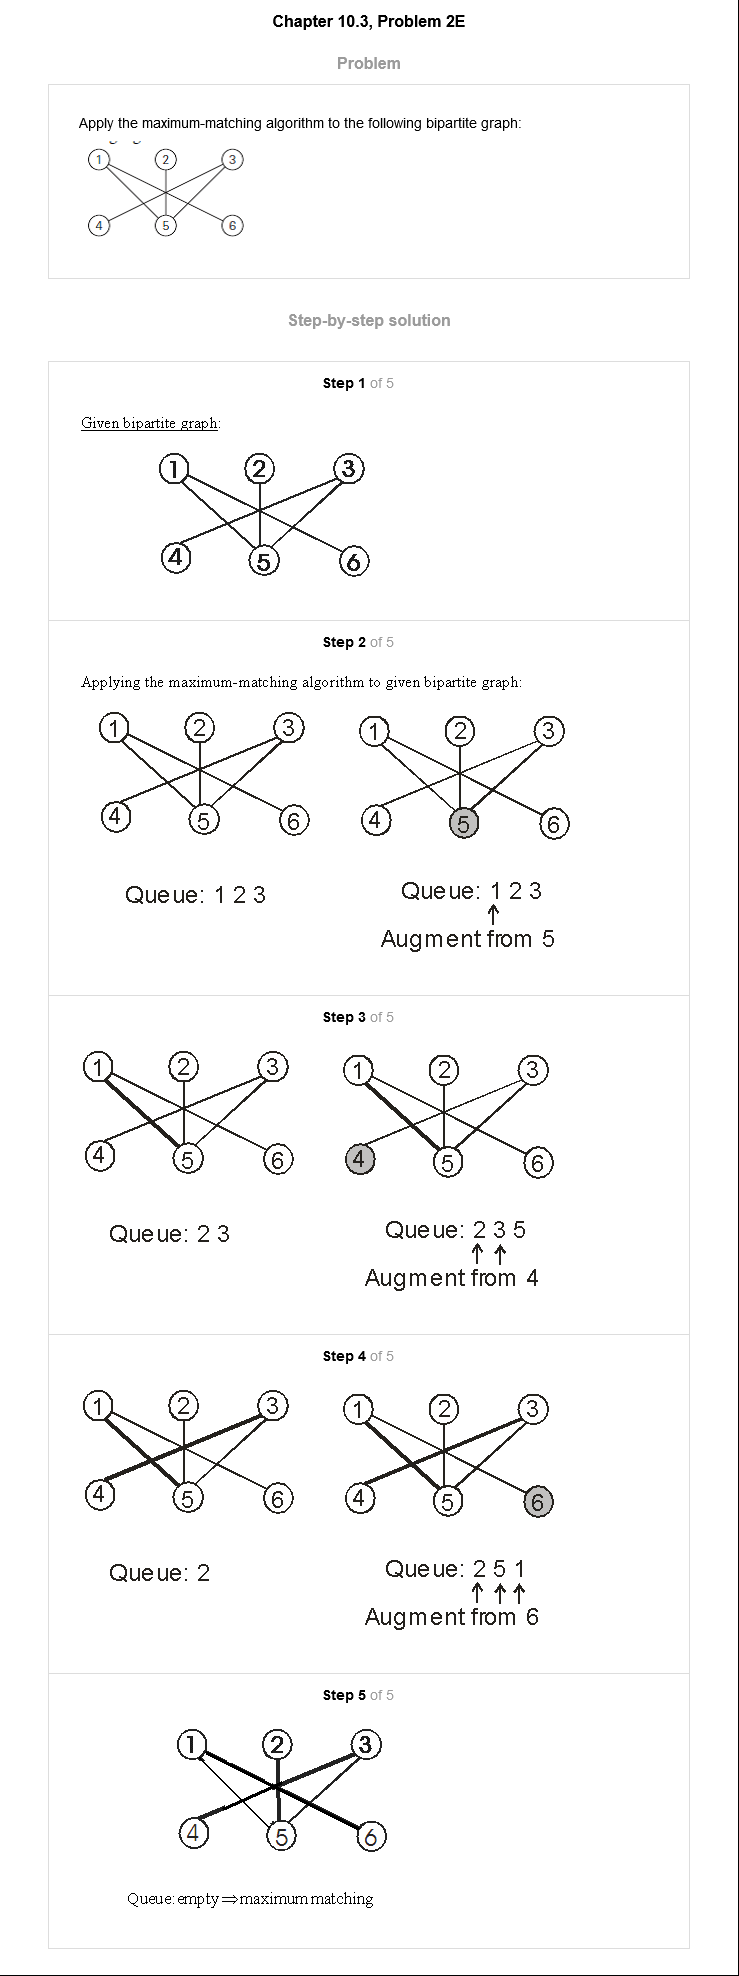 Chapter 10.3, Problem 2E
Problem
Apply the maximum-matching algorithm to the following bipartite graph:
1 2 3
4 5 6
Step-by-step solution
Step 1 of 5
Given bipartite graph:
1 2 3
4 5 6
Step 2 of 5
Applying the maximum-matching algorithm to given bipartite graph:
1 2 3 1 2 3
4 5 6 4 5 6
Queue: 1 2 3 Queue: 1 2 3
Augment from 5
Step 3 of 5
1 2 3 1 2 3
4 5 6 4 5 6
Queue: 2 3 Queue: 2 3 5
Augment from 4
Step 4 of 5
1 2 3 1 2 3
4 5 6 4 5 6
Queue: 2 Queue: 2 5 1
Augment from 6
Step 5 of 5
1 2 3
4 5 6
Queue: empty ⇒ maximum matching